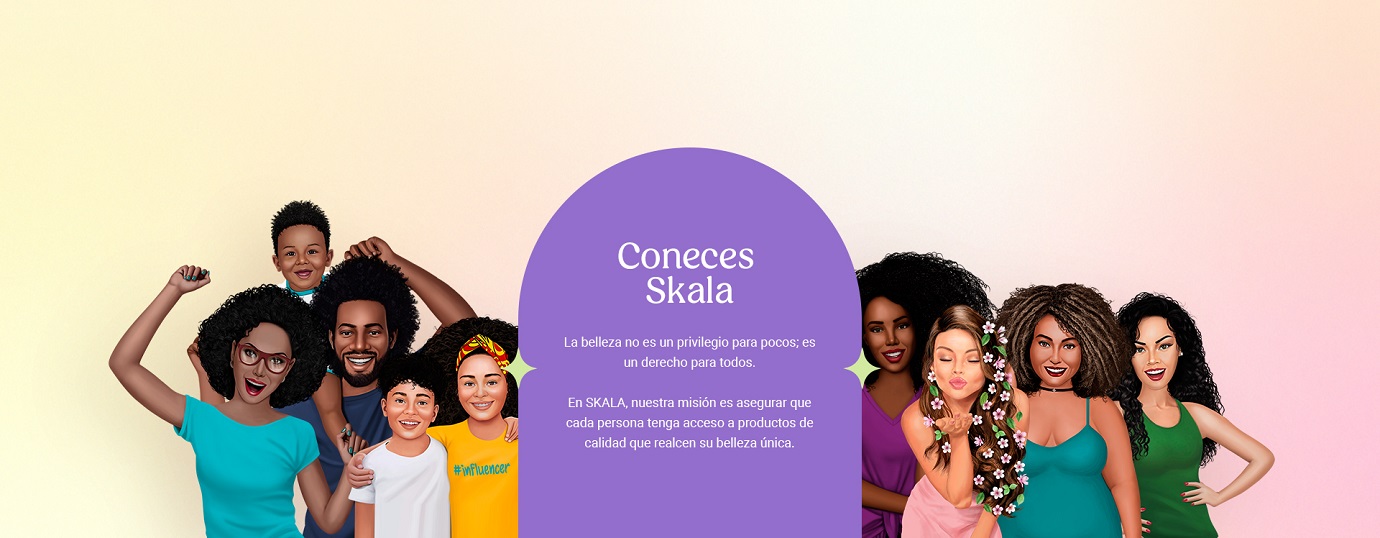 Coneces
Skala
La belleza no es un privilegio para pocos; es
un derecho para todos.
En SKALA, nuestra misión es asegurar que
cada persona tenga acceso a productos de
calidad que realcen su belleza única.
#influencer